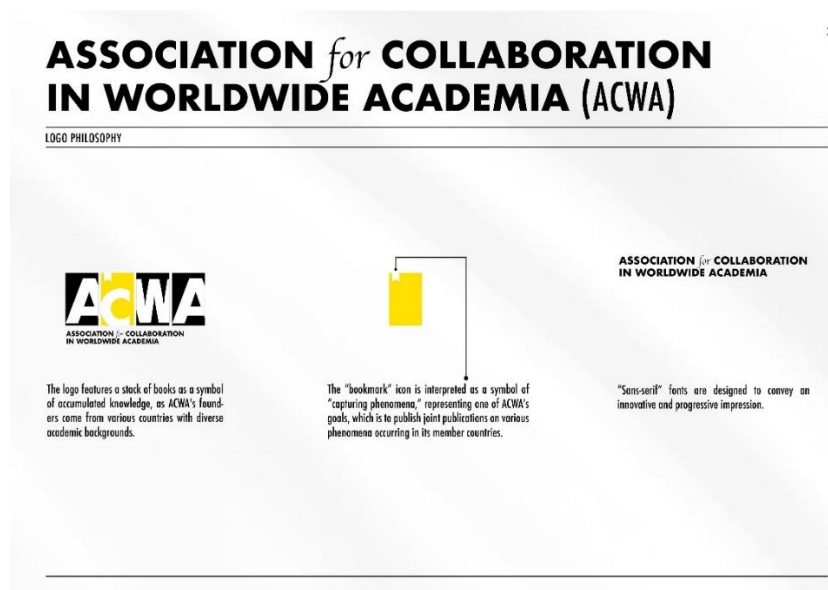 ASSOCIATION for COLLABORATION
IN WORLDWIDE ACADEMIA (ACWA)
LOGO PHILOSOPHY
ACWA
ASSOCIATION for COLLABORATION
IN WORLDWIDE ACADEMIA
The logo features a stack of books as a symbol
of accumulated knowledge, as ACWA's found-
ers come from various countries with diverse
academic backgrounds.
The "bookmark" icon is interpreted as a symbol of
"capturing phenomena," representing one of ACWA's
goals, which is to publish joint publications on various
phenomena occurring in its member countries.
ASSOCIATION for COLLABORATION
IN WORLDWIDE ACADEMIA
"Sans-serif" fonts are designed to convey an
innovative and progressive impression.